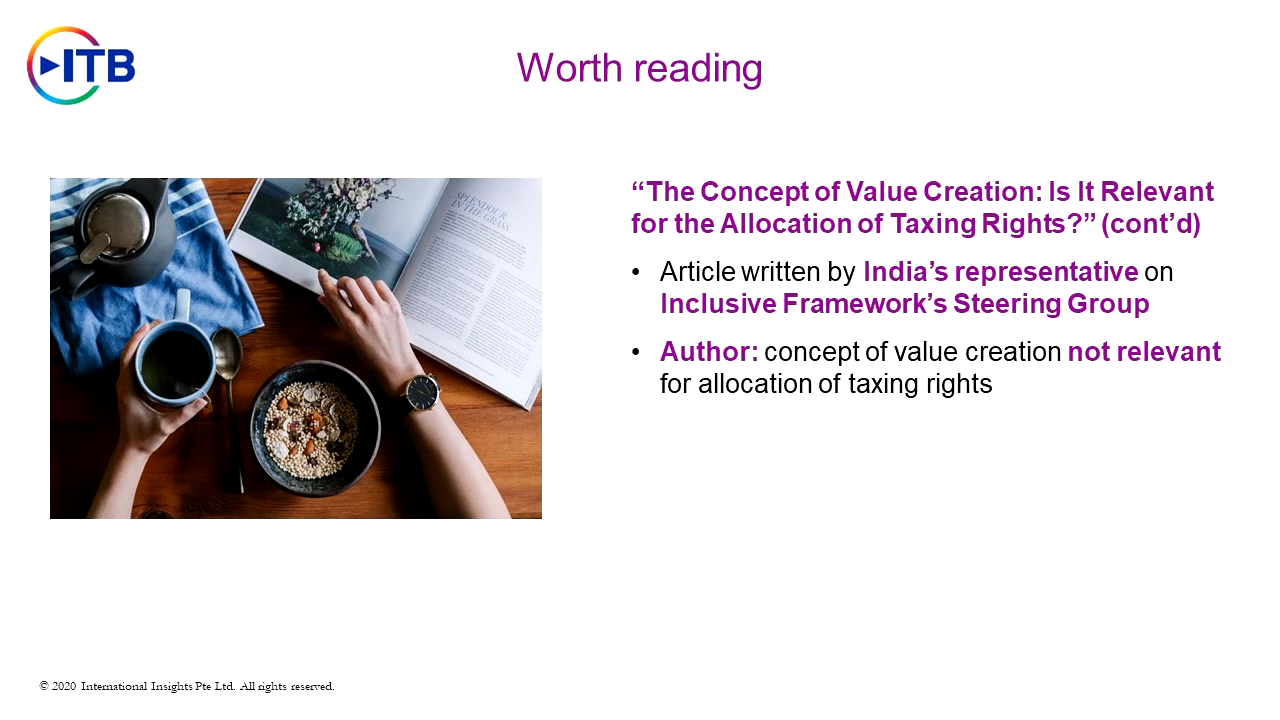 ITB
Worth reading
SPLENDOUR
IN THE GRASS
“The Concept of Value Creation: Is It Relevant
for the Allocation of Taxing Rights?” (cont’d)
• Article written by India’s representative on
Inclusive Framework’s Steering Group
• Author: concept of value creation not relevant
for allocation of taxing rights
© 2020 International Insights Pte Ltd. All rights reserved.